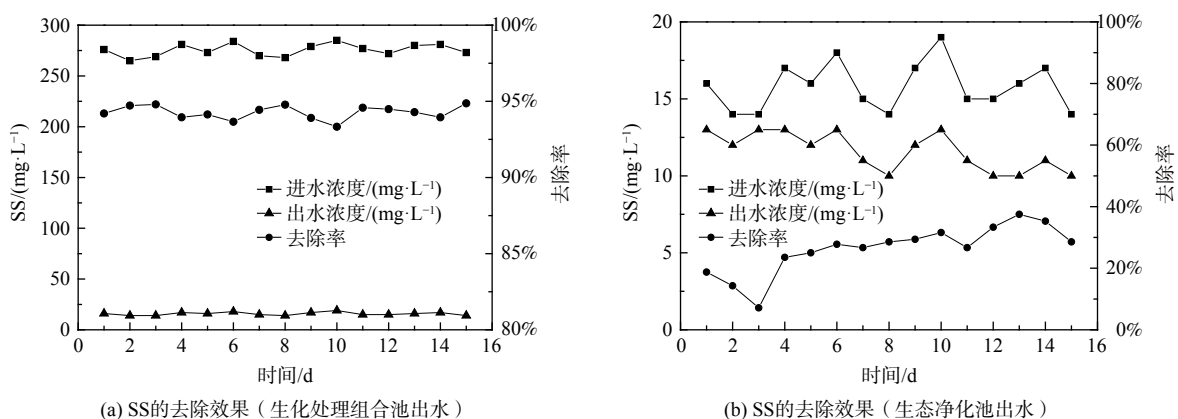 300
250
200
150
100
50
0
SS/(mg·L⁻¹)
100%
95%
90%
85%
80%
去除率
进水浓度/(mg·L⁻¹)
出水浓度/(mg·L⁻¹)
去除率
0 2 4 6 8 10 12 14 16
时间/d
(a) SS的去除效果（生化处理组合池出水）
20
15
10
5
0
SS/(mg·L⁻¹)
100%
80%
60%
40%
20%
0%
去除率
进水浓度/(mg·L⁻¹)
出水浓度/(mg·L⁻¹)
去除率
0 2 4 6 8 10 12 14 16
时间/d
(b) SS的去除效果（生态净化池出水）